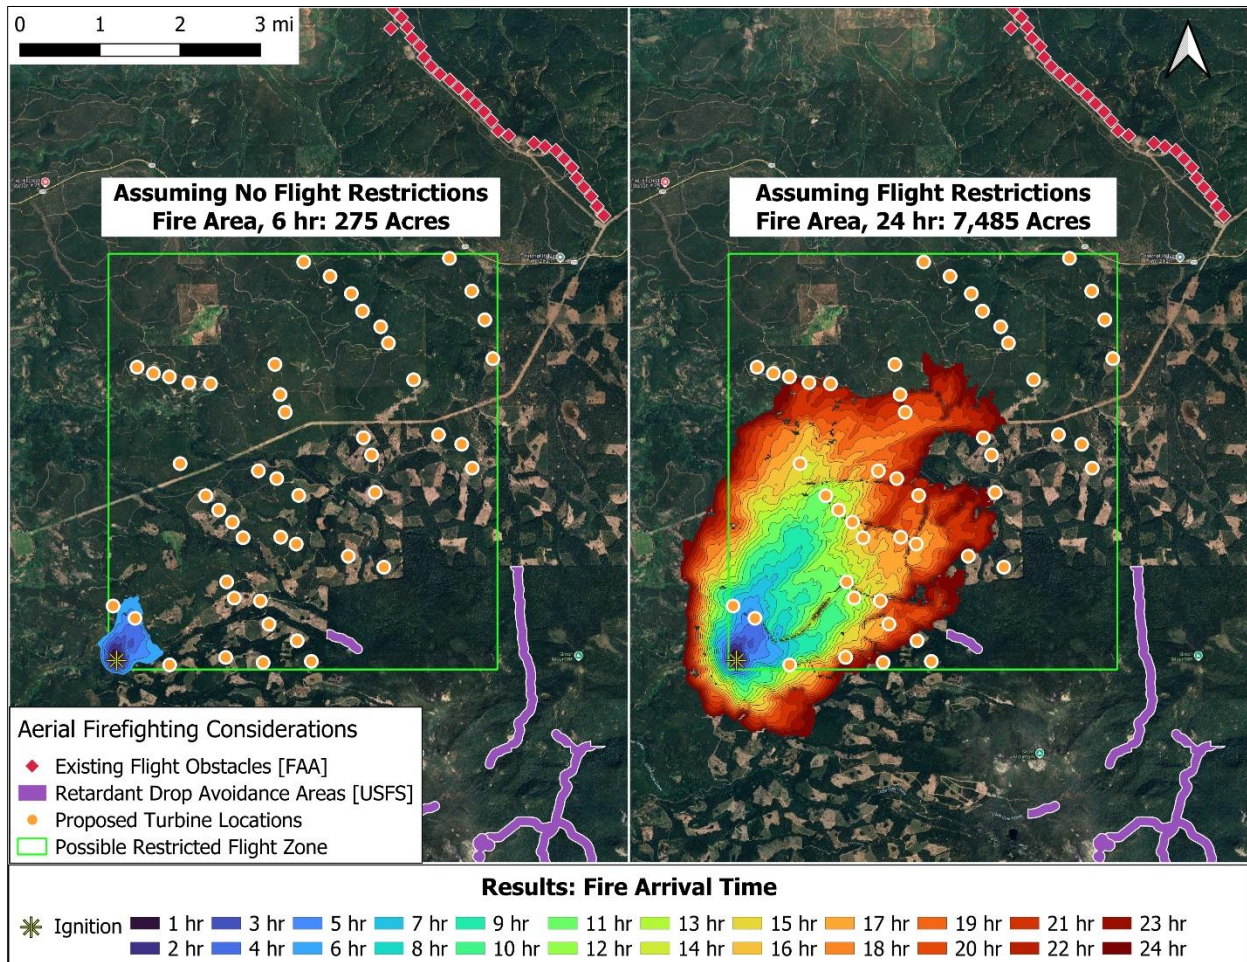 0 1 2 3 mi
Assuming No Flight Restrictions
Fire Area, 6 hr: 275 Acres
Assuming Flight Restrictions
Fire Area, 24 hr: 7,485 Acres
Aerial Firefighting Considerations
Existing Flight Obstacles [FAA]
Retardant Drop Avoidance Areas [USFS]
Proposed Turbine Locations
Possible Restricted Flight Zone
Results: Fire Arrival Time
Ignition 1 hr 3 hr 5 hr 7 hr 9 hr 11 hr 13 hr 15 hr 17 hr 19 hr 21 hr 23 hr
2 hr 4 hr 6 hr 8 hr 10 hr 12 hr 14 hr 16 hr 18 hr 20 hr 22 hr 24 hr